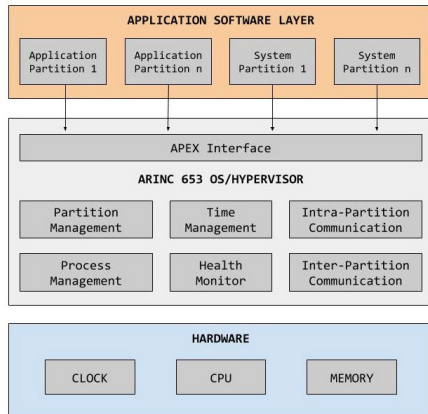 APPLICATION SOFTWARE LAYER
Application
Partition 1
Application
Partition n
System
Partition 1
System
Partition n
APEX Interface
ARINC 653 OS/HYPERVISOR
Partition
Management
Time
Management
Intra-Partition
Communication
Process
Management
Health
Monitor
Inter-Partition
Communication
HARDWARE
CLOCK
CPU
MEMORY